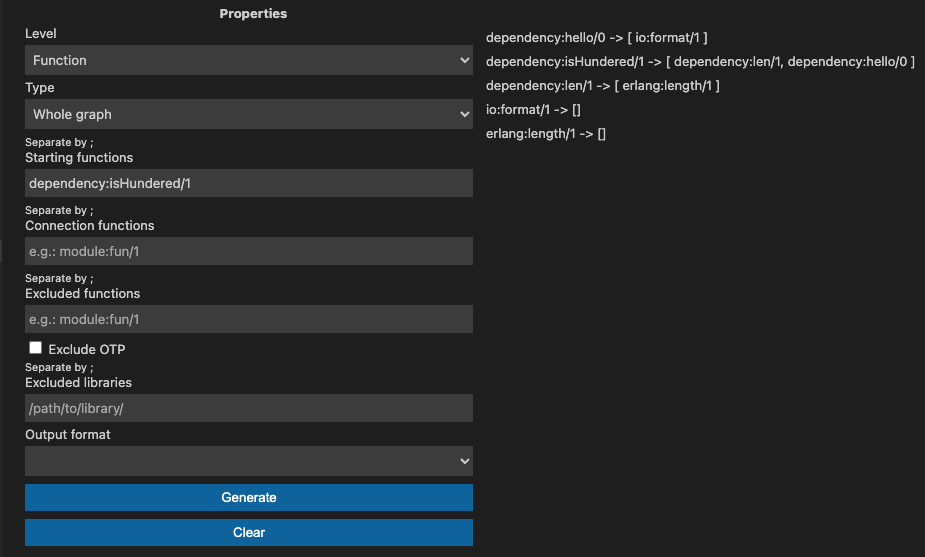 Properties
Level
Function
Type
Whole graph
Separate by ;
Starting functions
dependency:isHundered/1
Separate by ;
Connection functions
e.g.: module:fun/1
Separate by ;
Excluded functions
e.g.: module:fun/1
Exclude OTP
Separate by ;
Excluded libraries
/path/to/library/
Output format
Generate
Clear
dependency:hello/0 -> [ io:format/1 ]
dependency:isHundered/1 -> [ dependency:len/1, dependency:hello/0 ]
dependency:len/1 -> [ erlang:length/1 ]
io:format/1 -> []
erlang:length/1 -> []